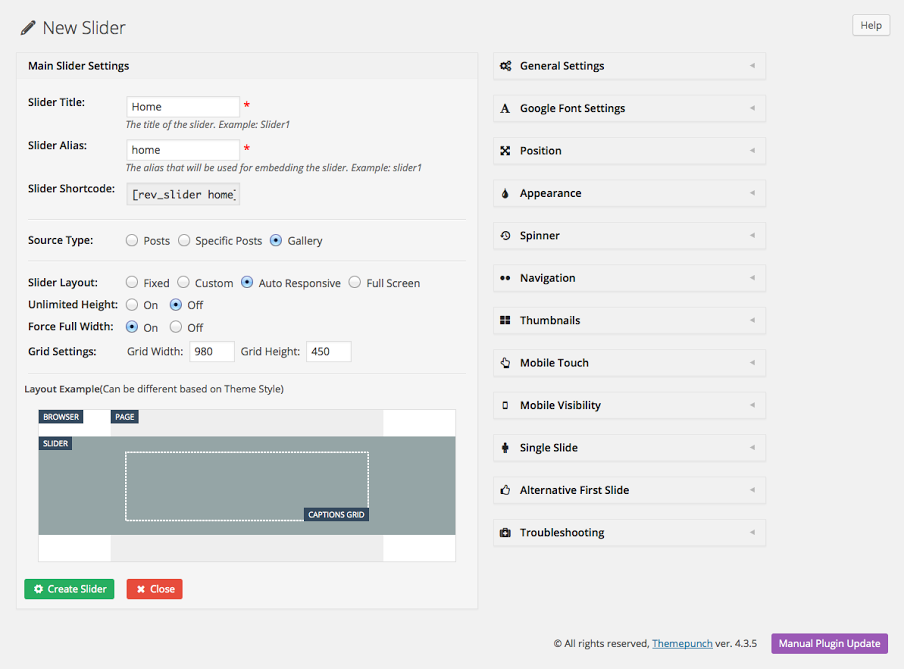 New Slider
Help
Main Slider Settings
Slider Title:
Home
*
The title of the slider. Example: Slider1
Slider Alias:
home
*
The alias that will be used for embedding the slider. Example: slider1
Slider Shortcode:
[rev_slider home]
Source Type:
Posts
Specific Posts
Gallery
Slider Layout:
Fixed
Custom
Auto Responsive
Full Screen
Unlimited Height:
On
Off
Force Full Width:
On
Off
Grid Settings:
Grid Width:
980
Grid Height:
450
Layout Example(Can be different based on Theme Style)
BROWSER
PAGE
SLIDER
CAPTIONS GRID
Create Slider
Close
General Settings
Google Font Settings
Position
Appearance
Spinner
Navigation
Thumbnails
Mobile Touch
Mobile Visibility
Single Slide
Alternative First Slide
Troubleshooting
© All rights reserved, Themepunch ver. 4.3.5
Manual Plugin Update